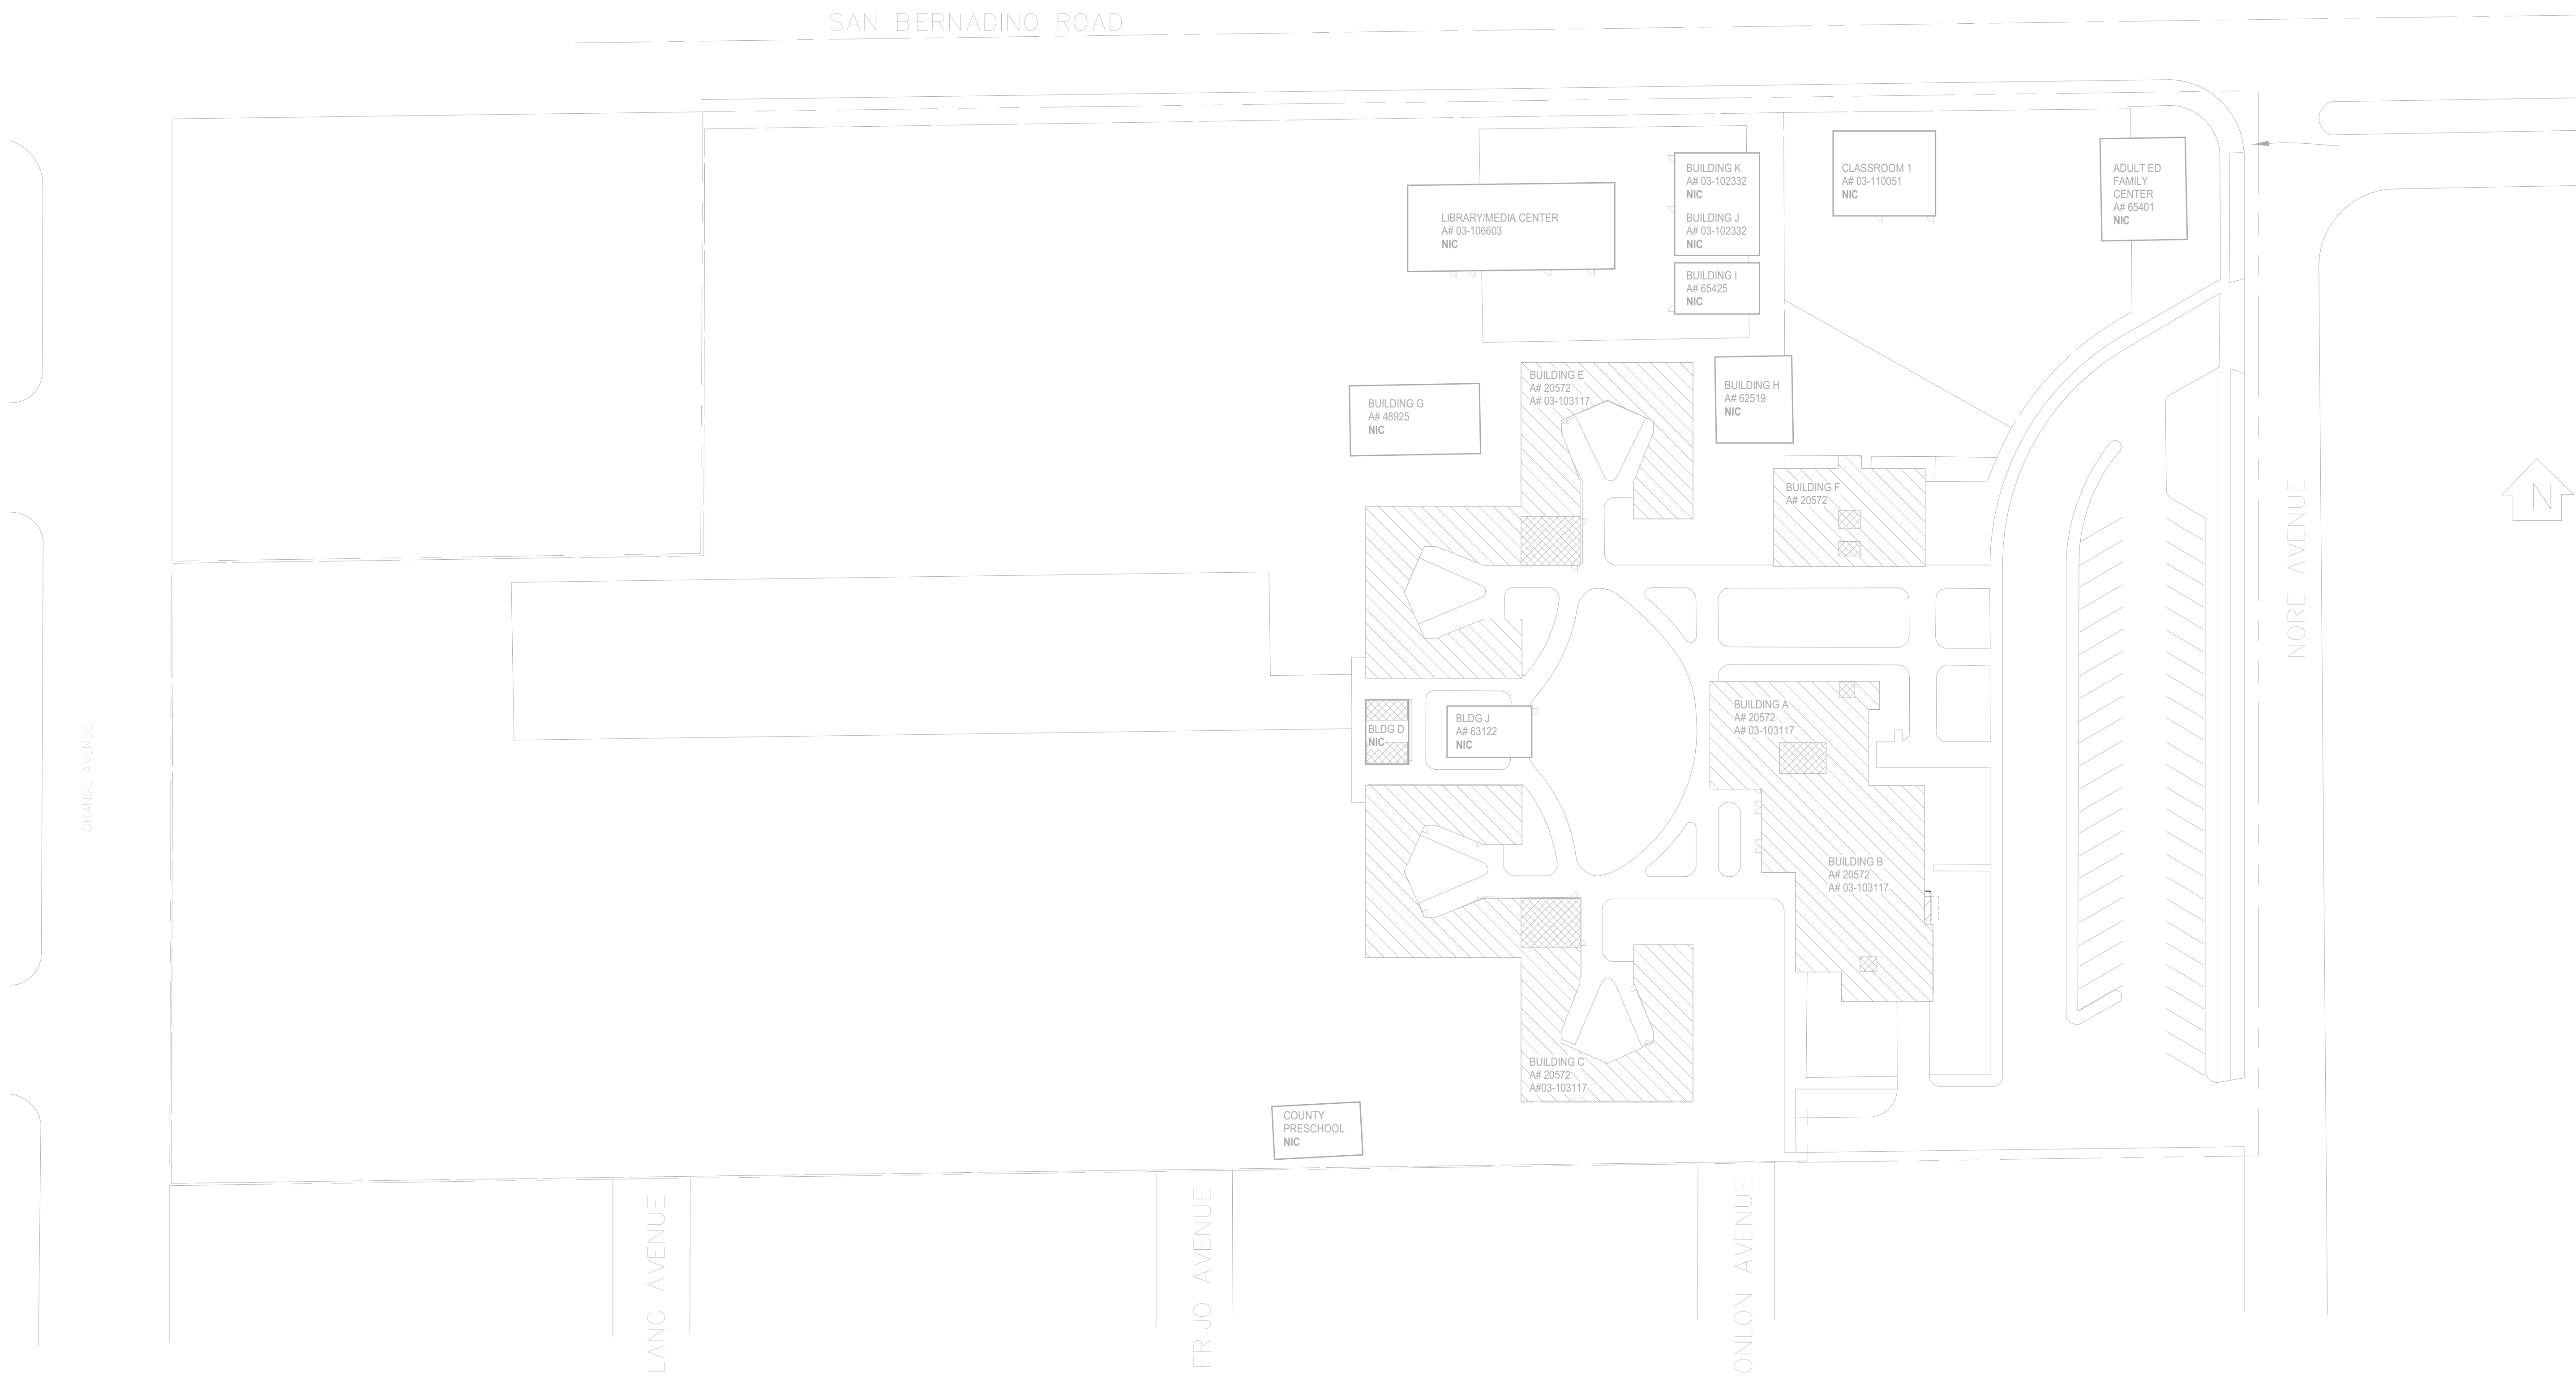 SAN BERNADINO ROAD
BUILDING K
A# 03-102332
NIC
BUILDING J
A# 03-102332
NIC
CLASSROOM 1
A# 03-110051
NIC
ADULT ED
FAMILY
CENTER
A# 65401
NIC
LIBRARY/MEDIA CENTER
A# 03-106603
NIC
BUILDING I
A# 65425
NIC
BUILDING E
A# 20572
A# 03-103117
BUILDING H
A# 62519
NIC
BUILDING G
A# 48925
NIC
BUILDING F
A# 20572
N
NORE AVENUE
BUILDING A
A# 20572
A# 03-103117
BLDG J
A# 63122
NIC
BLDG D
NIC
ORANGE AVENUE
BUILDING B
A# 20572
A# 03-103117
BUILDING C
A# 20572
A#03-103117
COUNTY
PRESCHOOL
NIC
LANG AVENUE
FRIJO AVENUE
ONLON AVENUE